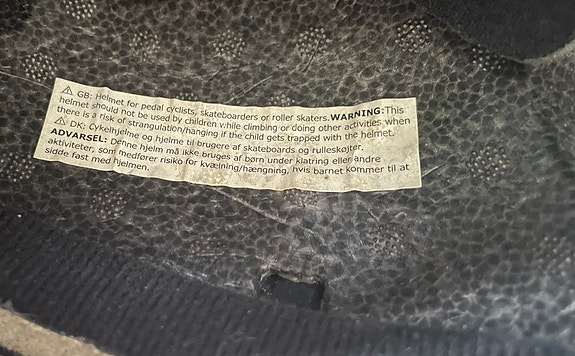 ⚠ GB: Helmet for pedal cyclists, skateboarders or roller skaters. WARNING: This
helmet should not be used by children while climbing or doing other activities when
there is a risk of strangulation/hanging if the child gets trapped with the helmet.
⚠ DK: Cykelhjelme og hjelme til brugere af skateboards og rulleskøjter.
ADVARSEL: Denne hjelm må ikke bruges af børn under klatring eller andre
aktiviteter, som medfører risiko for kvælning/hængning, hvis barnet kommer til at
sidde fast med hjelmen.